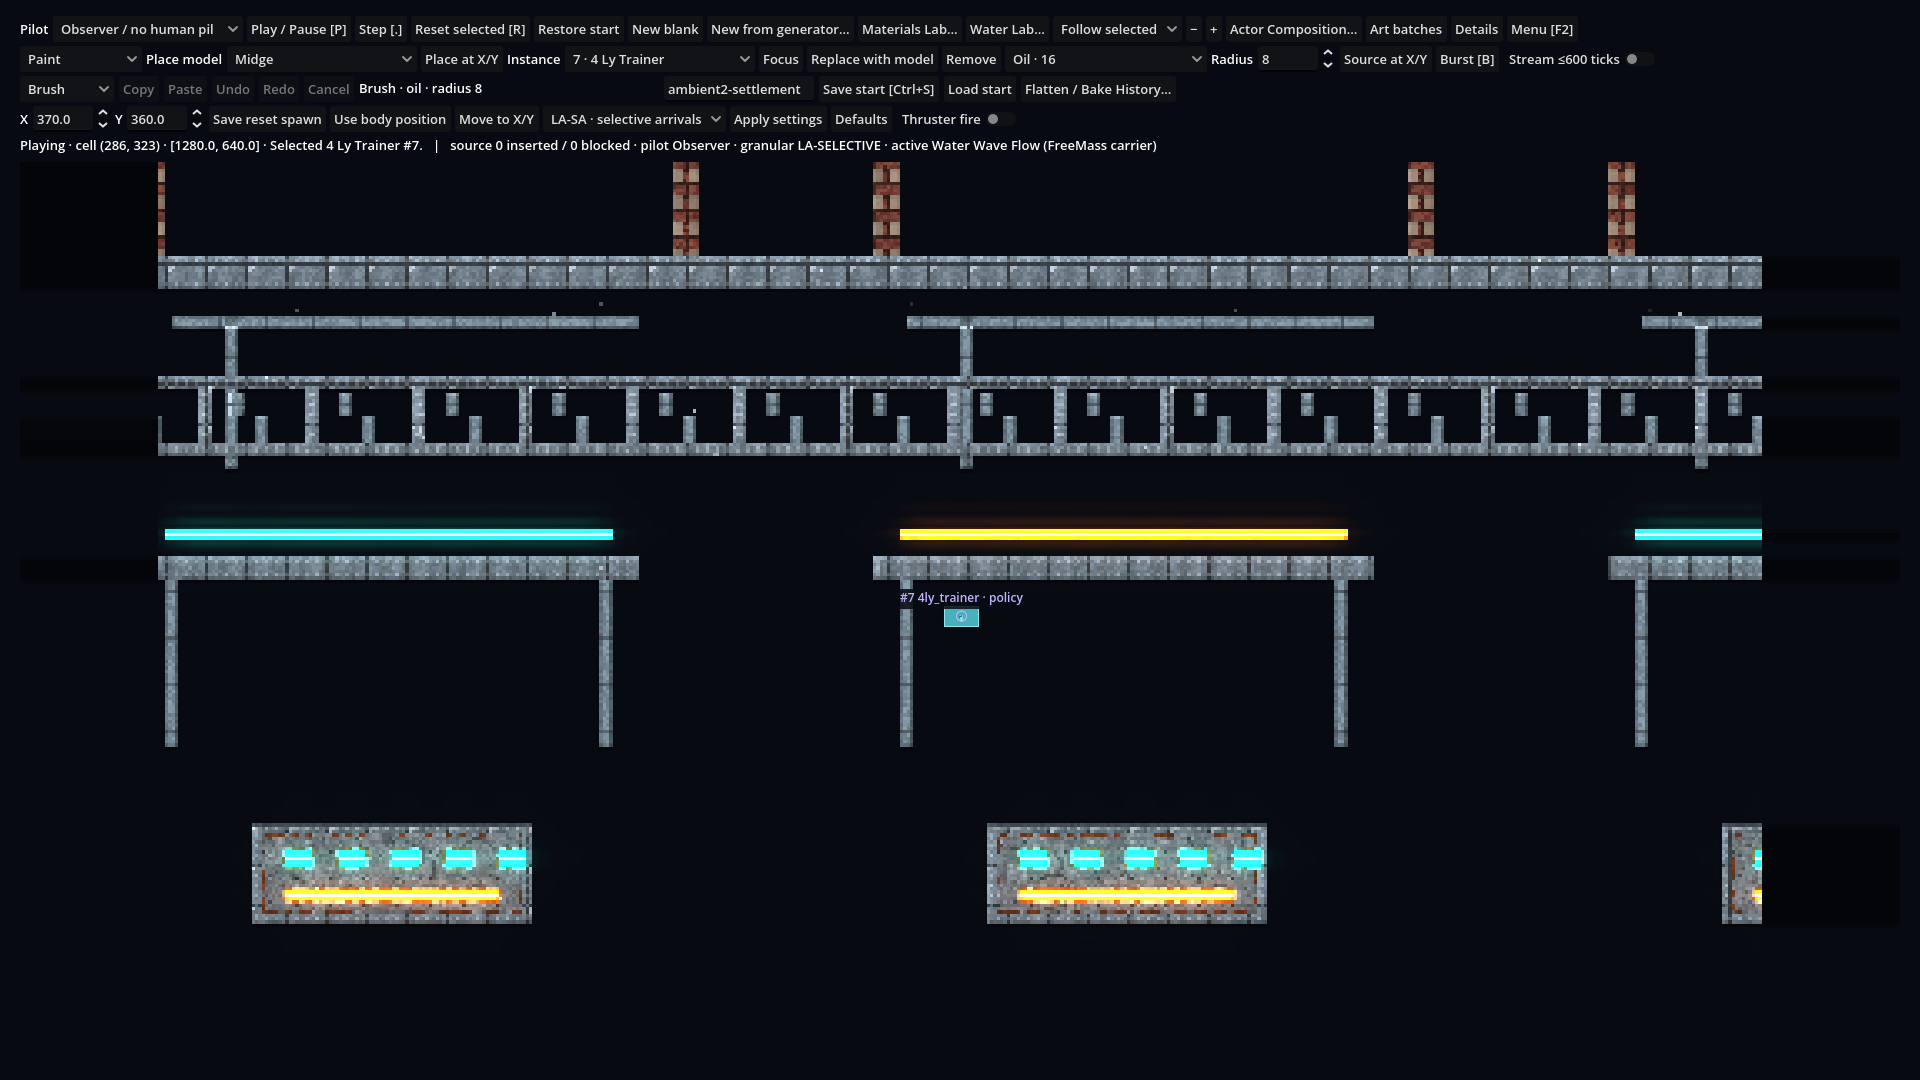 Pilot Observer / no human pil Play / Pause [P] Step [.] Reset selected [R] Restore start New blank New from generator... Materials Lab... Water Lab... Follow selected − + Actor Composition... Art batches Details Menu [F2]
Paint Place model Midge Place at X/Y Instance 7 · 4 Ly Trainer Focus Replace with model Remove Oil · 16 Radius 8 Source at X/Y Burst [B] Stream ≤600 ticks
Brush Copy Paste Undo Redo Cancel Brush · oil · radius 8 ambient2-settlement Save start [Ctrl+S] Load start Flatten / Bake History...
X 370.0 Y 360.0 Save reset spawn Use body position Move to X/Y LA-SA · selective arrivals Apply settings Defaults Thruster fire
Playing · cell (286, 323) · [1280.0, 640.0] · Selected 4 Ly Trainer #7. | source 0 inserted / 0 blocked · pilot Observer · granular LA-SELECTIVE · active Water Wave Flow (FreeMass carrier)
#7 4ly_trainer · policy